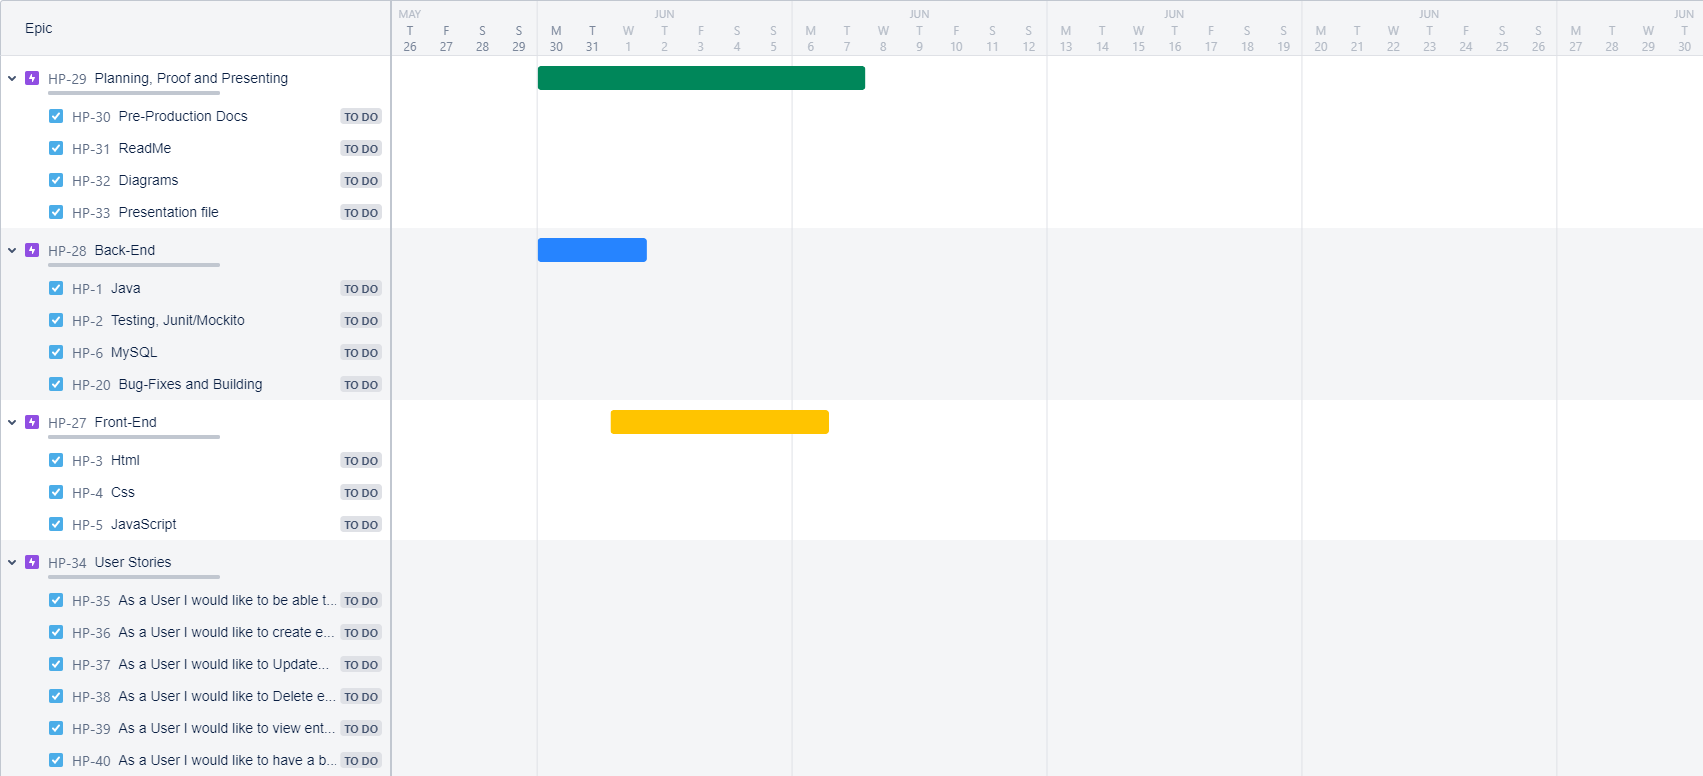 Epic
MAY JUN JUN JUN JUN JUN
T F S S M T W T F S S M T W T F S S M T W T F S S M T W T F S S M T W T
26 27 28 29 30 31 1 2 3 4 5 6 7 8 9 10 11 12 13 14 15 16 17 18 19 20 21 22 23 24 25 26 27 28 29 30
HP-29 Planning, Proof and Presenting
HP-30 Pre-Production Docs TO DO
HP-31 ReadMe TO DO
HP-32 Diagrams TO DO
HP-33 Presentation file TO DO
HP-28 Back-End
HP-1 Java TO DO
HP-2 Testing, Junit/Mockito TO DO
HP-6 MySQL TO DO
HP-20 Bug-Fixes and Building TO DO
HP-27 Front-End
HP-3 Html TO DO
HP-4 Css TO DO
HP-5 JavaScript TO DO
HP-34 User Stories
HP-35 As a User I would like to be able t... TO DO
HP-36 As a User I would like to create e... TO DO
HP-37 As a User I would like to Update... TO DO
HP-38 As a User I would like to Delete e... TO DO
HP-39 As a User I would like to view ent... TO DO
HP-40 As a User I would like to have a b... TO DO